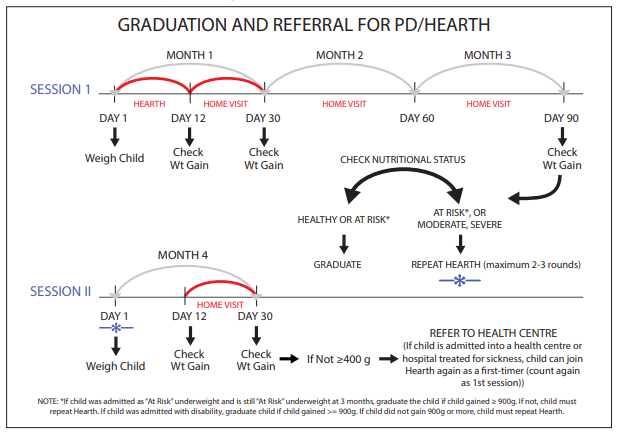 GRADUATION AND REFERRAL FOR PD/HEARTH
MONTH 1
MONTH 2
MONTH 3
SESSION 1
HEARTH
HOME VISIT
HOME VISIT
HOME VISIT
DAY 1
DAY 12
DAY 30
DAY 60
DAY 90
Weigh Child
Check
Wt Gain
Check
Wt Gain
Check
Wt Gain
CHECK NUTRITIONAL STATUS
HEALTHY OR AT RISK*
AT RISK*, OR
MODERATE, SEVERE
GRADUATE
REPEAT HEARTH (maximum 2-3 rounds)
MONTH 4
SESSION II
HOME VISIT
DAY 1
DAY 12
DAY 30
Weigh Child
Check
Wt Gain
Check
Wt Gain
If Not ≥400 g
REFER TO HEALTH CENTRE
(If child is admitted into a health centre or
hospital treated for sickness, child can join
Hearth again as a first-timer (count again
as 1st session))
NOTE: *If child was admitted as "At Risk" underweight and is still "At Risk" underweight at 3 months, graduate the child if child gained ≥ 900g. If not, child must
repeat Hearth. If child was admitted with disability, graduate child if child gained >= 900g. If child did not gain 900g or more, child must repeat Hearth.